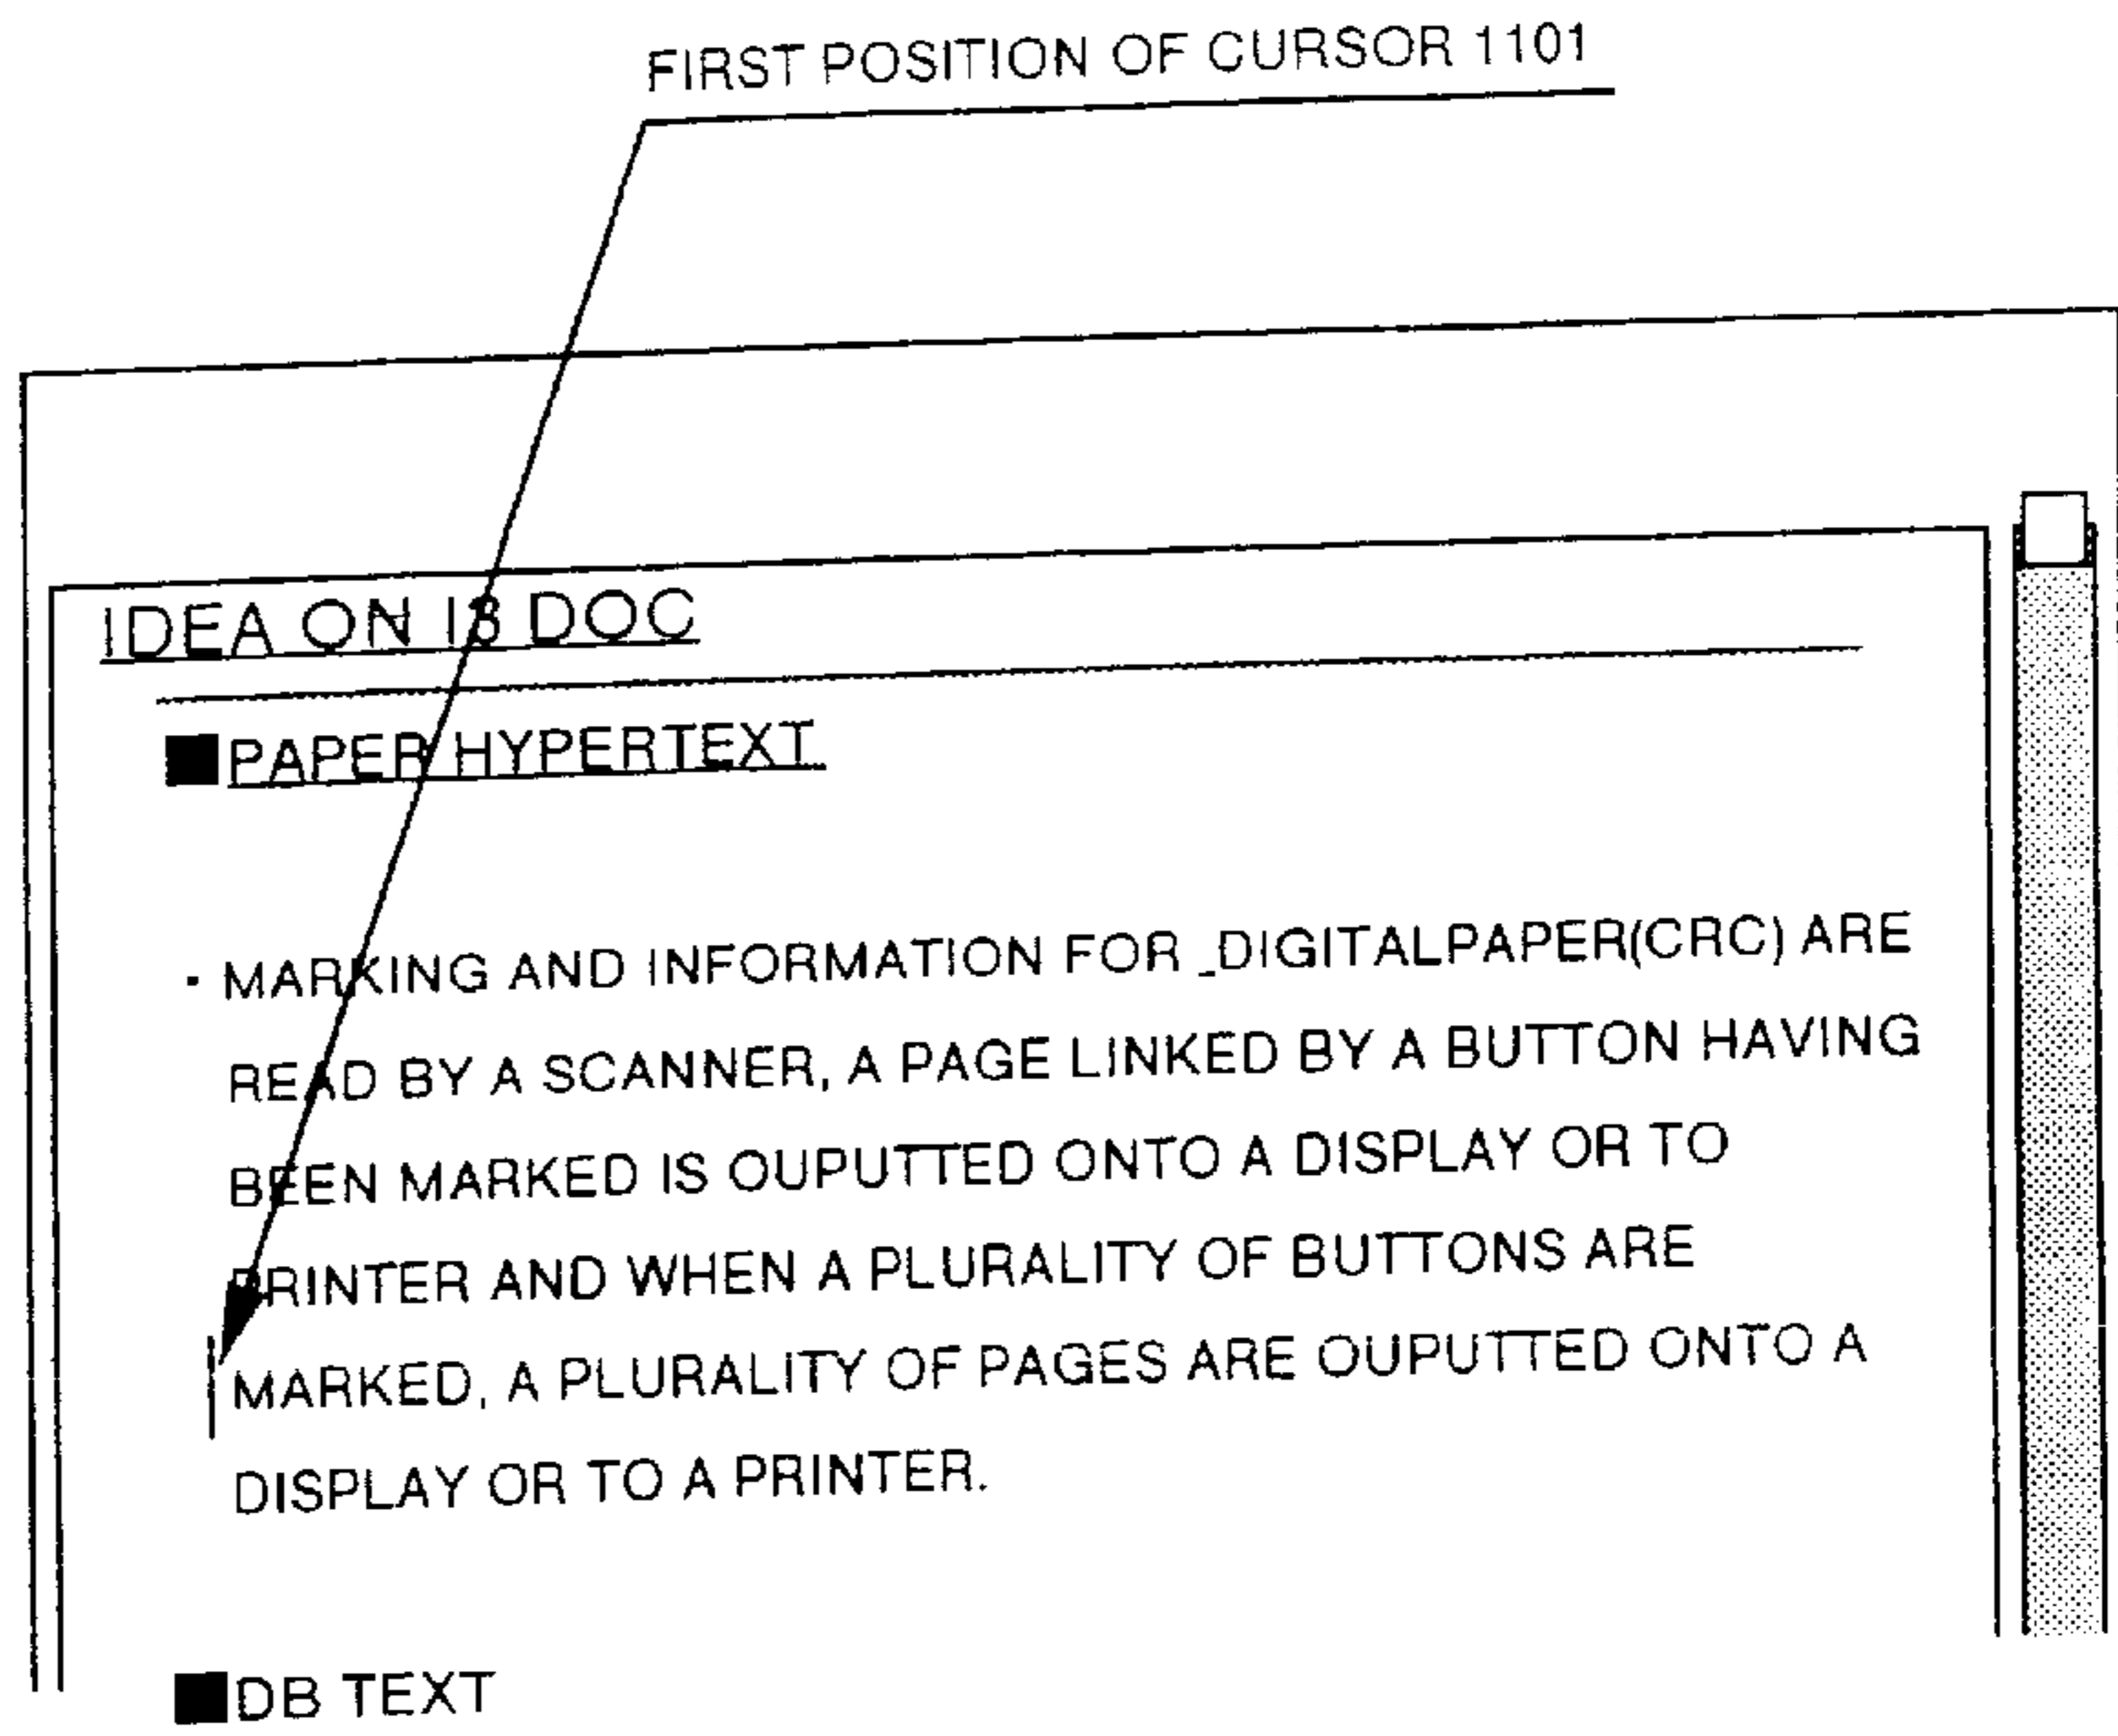 FIRST POSITION OF CURSOR 1101
IDEA ON I3 DOC
■PAPER HYPERTEXT
· MARKING AND INFORMATION FOR _DIGITALPAPER(CRC) ARE
READ BY A SCANNER, A PAGE LINKED BY A BUTTON HAVING
BEEN MARKED IS OUPUTTED ONTO A DISPLAY OR TO
PRINTER AND WHEN A PLURALITY OF BUTTONS ARE
MARKED, A PLURALITY OF PAGES ARE OUPUTTED ONTO A
DISPLAY OR TO A PRINTER.
■DB TEXT